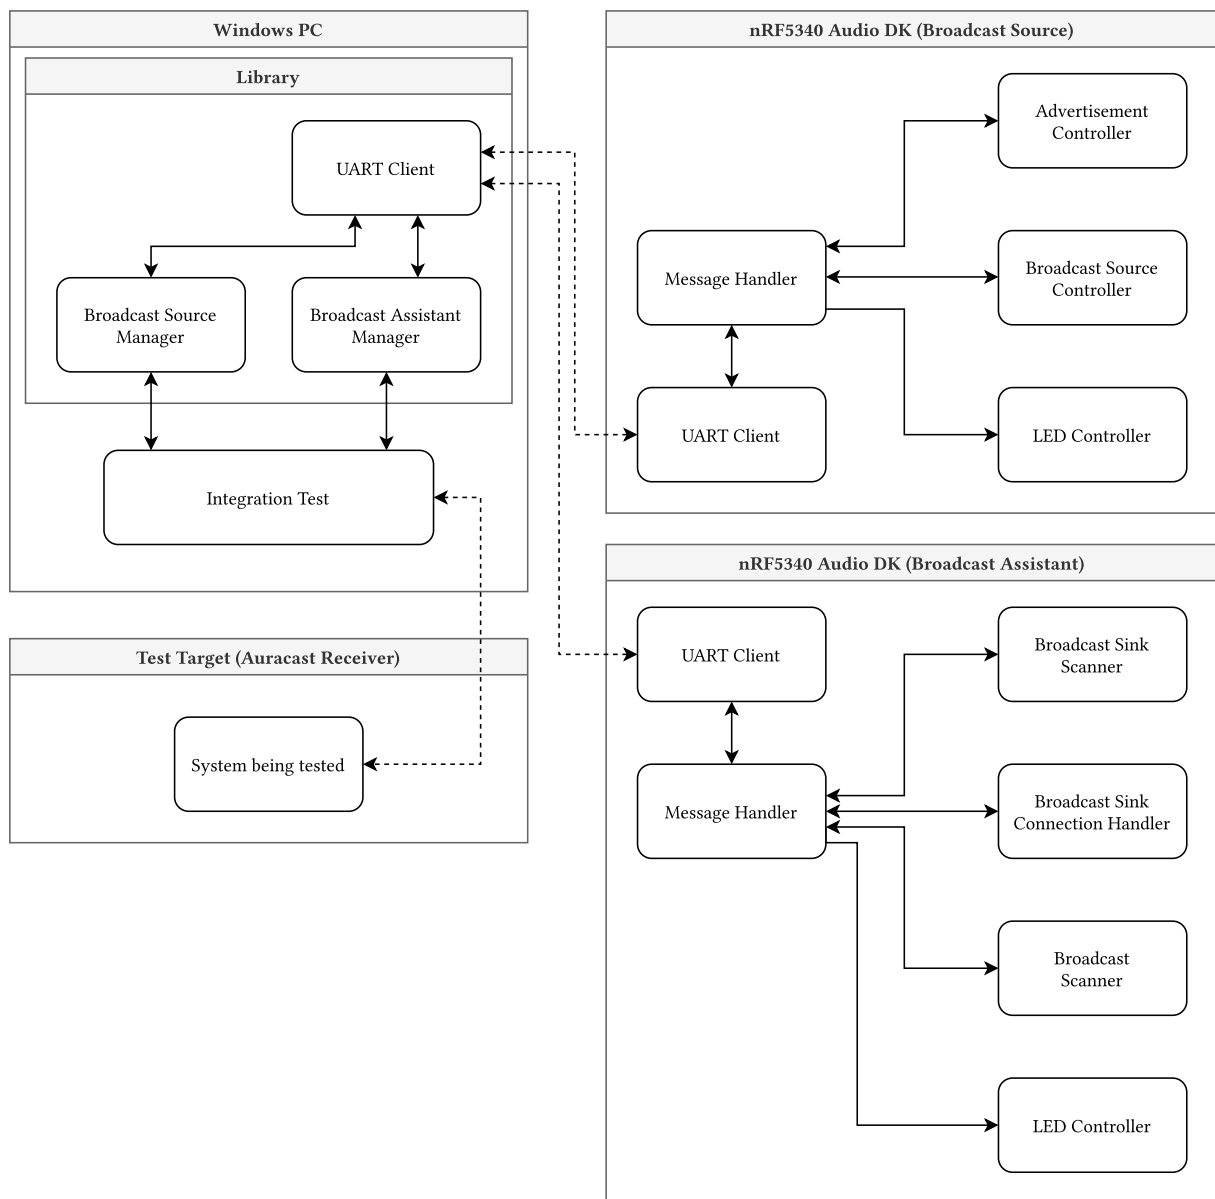 Windows PC
Library
UART Client
Broadcast Source
Manager
Broadcast Assistant
Manager
Integration Test
Test Target (Auracast Receiver)
System being tested
nRF5340 Audio DK (Broadcast Source)
Advertisement
Controller
Message Handler
Broadcast Source
Controller
UART Client
LED Controller
nRF5340 Audio DK (Broadcast Assistant)
UART Client
Broadcast Sink
Scanner
Message Handler
Broadcast Sink
Connection Handler
Broadcast
Scanner
LED Controller